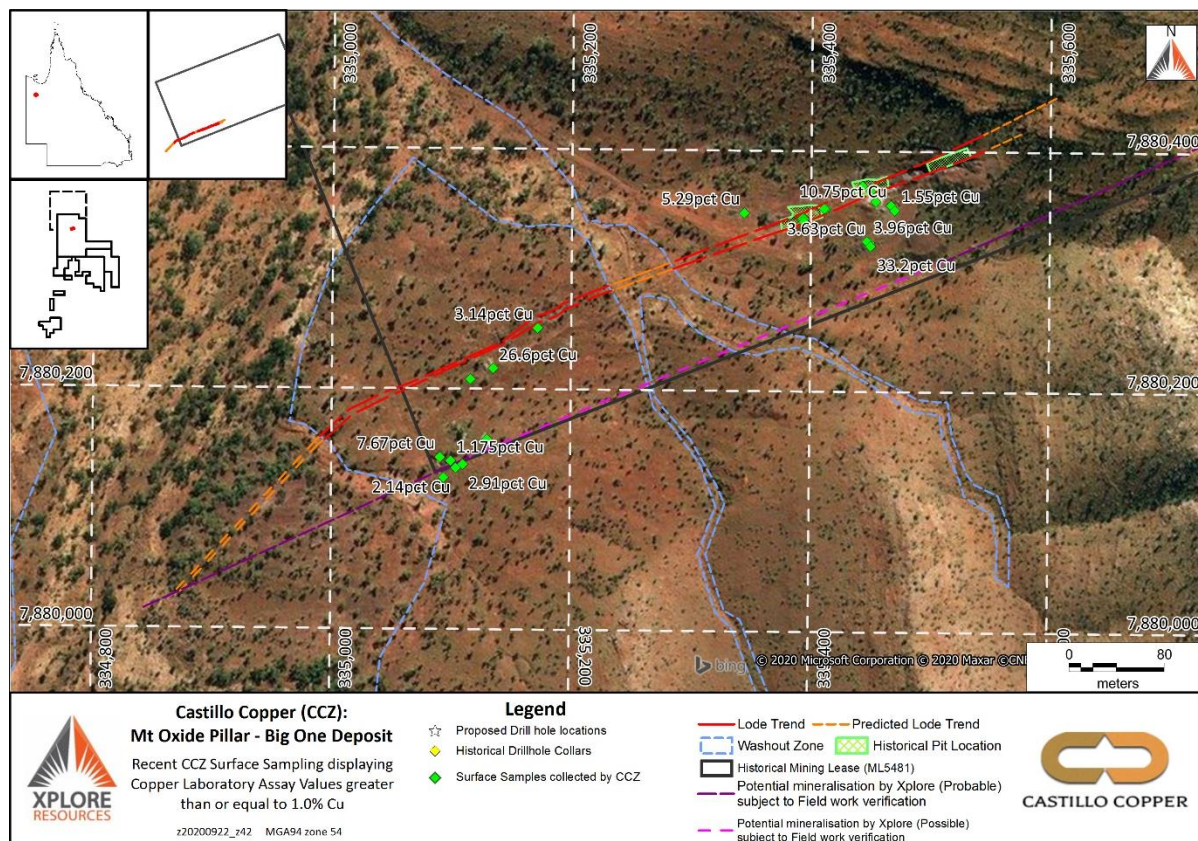 N
335,000
335,200
335,400
335,600
7,880,400
5.29pct Cu
10.75pct Cu
1.55pct Cu
3.63pct Cu
3.96pct Cu
33.2pct Cu
3.14pct Cu
26.6pct Cu
7,880,200
7,880,200
7.67pct Cu
1.175pct Cu
2.14pct Cu
2.91pct Cu
7,880,000
7,880,000
334,800
335,000
335,200
335,400
bing
© 2020 Microsoft Corporation © 2020 Maxar ©CNE
0 80
meters
XPLORE
RESOURCES
Castillo Copper (CCZ):
Mt Oxide Pillar - Big One Deposit
Recent CCZ Surface Sampling displaying
Copper Laboratory Assay Values greater
than or equal to 1.0% Cu
z20200922_z42 MGA94 zone 54
Legend
Proposed Drill hole locations
Historical Drillhole Collars
Surface Samples collected by CCZ
Lode Trend
Predicted Lode Trend
Washout Zone
Historical Pit Location
Historical Mining Lease (ML5481)
Potential mineralisation by Xplore (Probable)
subject to Field work verification
Potential mineralisation by Xplore (Possible)
subject to Field work verification
CASTILLO COPPER